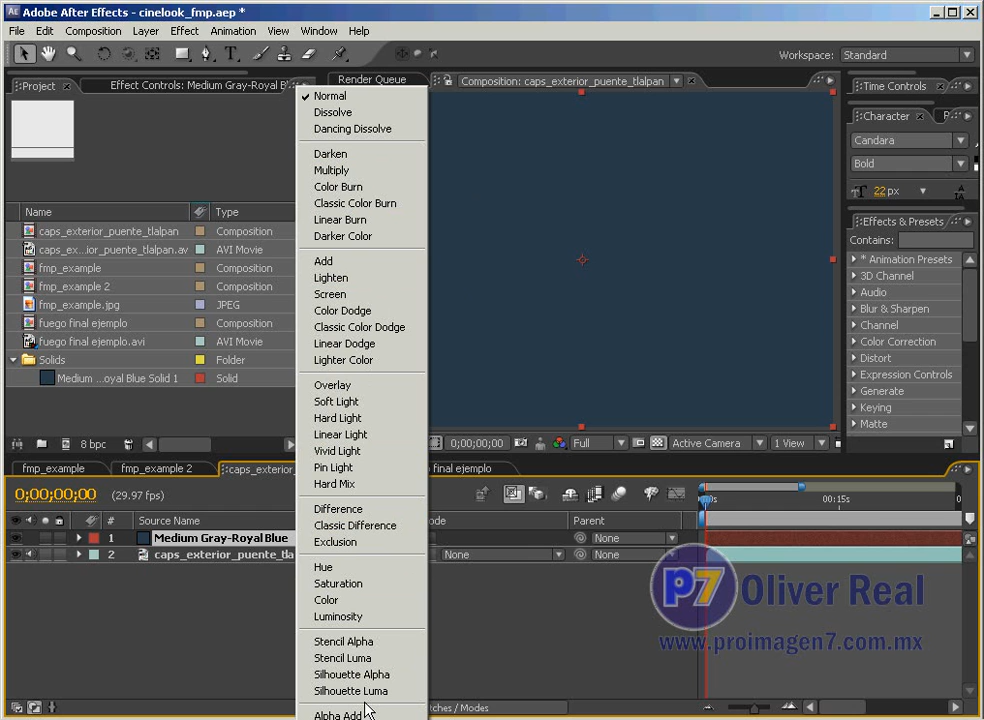 Adobe After Effects - cinelook_fmp.aep *
File Edit Composition Layer Effect Animation View Window Help
Workspace: Standard
Project
Effect Controls: Medium Gray-Royal B
Render Queue
Composition: caps_exterior_puente_tlalpan
Time Controls
Character
Candara
Bold
22 px
Effects & Presets
Contains:
* Animation Presets
3D Channel
Audio
Blur & Sharpen
Channel
Color Correction
Distort
Expression Controls
Generate
Keying
Matte
Name Type
caps_exterior_puente_tlalpan Composition
caps_ex...ior_puente_tlalpan.av AVI Movie
fmp_example Composition
fmp_example 2 Composition
fmp_example.jpg JPEG
fuego final ejemplo Composition
fuego final ejemplo.avi AVI Movie
Solids Folder
Medium ...oyal Blue Solid 1 Solid
8 bpc
Normal
Dissolve
Dancing Dissolve
Darken
Multiply
Color Burn
Classic Color Burn
Linear Burn
Darker Color
Add
Lighten
Screen
Color Dodge
Classic Color Dodge
Linear Dodge
Lighter Color
Overlay
Soft Light
Hard Light
Linear Light
Vivid Light
Pin Light
Hard Mix
Difference
Classic Difference
Exclusion
Hue
Saturation
Color
Luminosity
Stencil Alpha
Stencil Luma
Silhouette Alpha
Silhouette Luma
Alpha Add
0;00;00;00 Full Active Camera 1 View
fmp_example fmp_example 2 caps_exterior_ final ejemplo
0;00;00;00 (29.97 fps)
# Source Name ode Parent
1 Medium Gray-Royal Blue None
2 caps_exterior_puente_tla None None
0s 00:15s 0
tches / Modes
p7 Oliver Real
www.proimagen7.com.mx